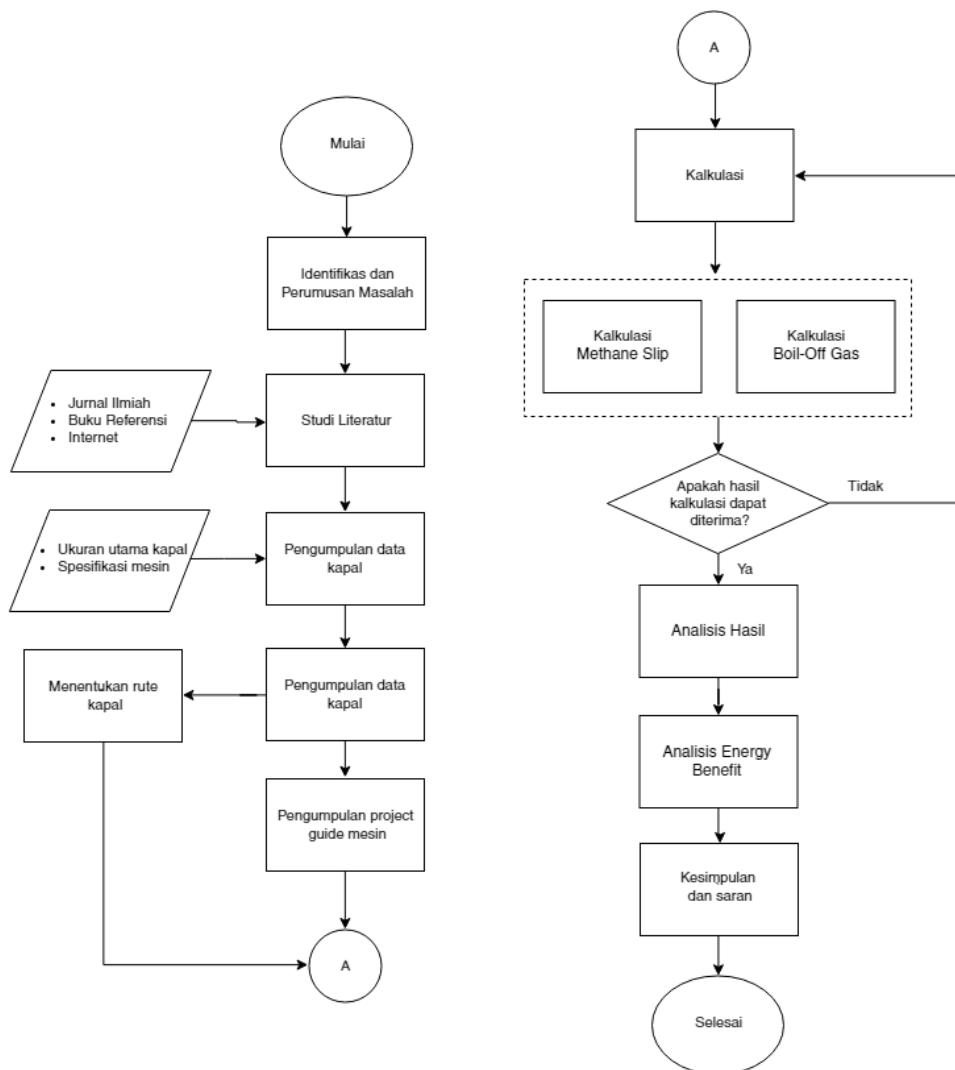 Mulai
Identifikas dan
Perumusan Masalah
• Jurnal Ilmiah
• Buku Referensi
• Internet
Studi Literatur
• Ukuran utama kapal
• Spesifikasi mesin
Pengumpulan data
kapal
Menentukan rute
kapal
Pengumpulan data
kapal
Pengumpulan project
guide mesin
A
A
Kalkulasi
Kalkulasi
Methane Slip
Kalkulasi
Boil-Off Gas
Apakah hasil
kalkulasi dapat
diterima?
Tidak
Ya
Analisis Hasil
Analisis Energy
Benefit
Kesimpulan
dan saran
Selesai